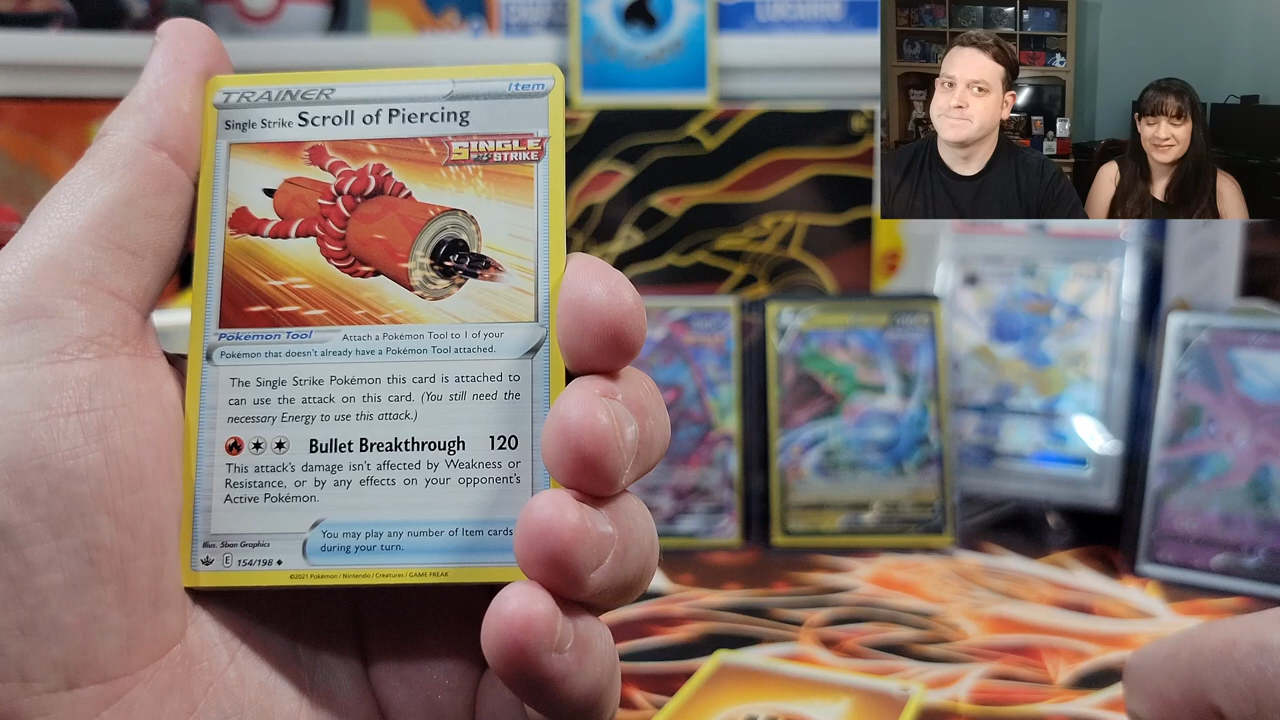 LUCARIO
TRAINER
Item
Single Strike Scroll of Piercing
SINGLE
STRIKE
Pokémon Tool
Attach a Pokémon Tool to 1 of your
Pokémon that doesn't already have a Pokémon Tool attached.
The Single Strike Pokémon this card is attached to
can use the attack on this card. (You still need the
necessary Energy to use this attack.)
Bullet Breakthrough 120
This attack's damage isn't affected by Weakness or
Resistance, or by any effects on your opponent's
Active Pokémon.
You may play any number of Item cards
during your turn.
Illus. 5ban Graphics
E 154/198
©2021 Pokémon / Nintendo / Creatures / GAME FREAK